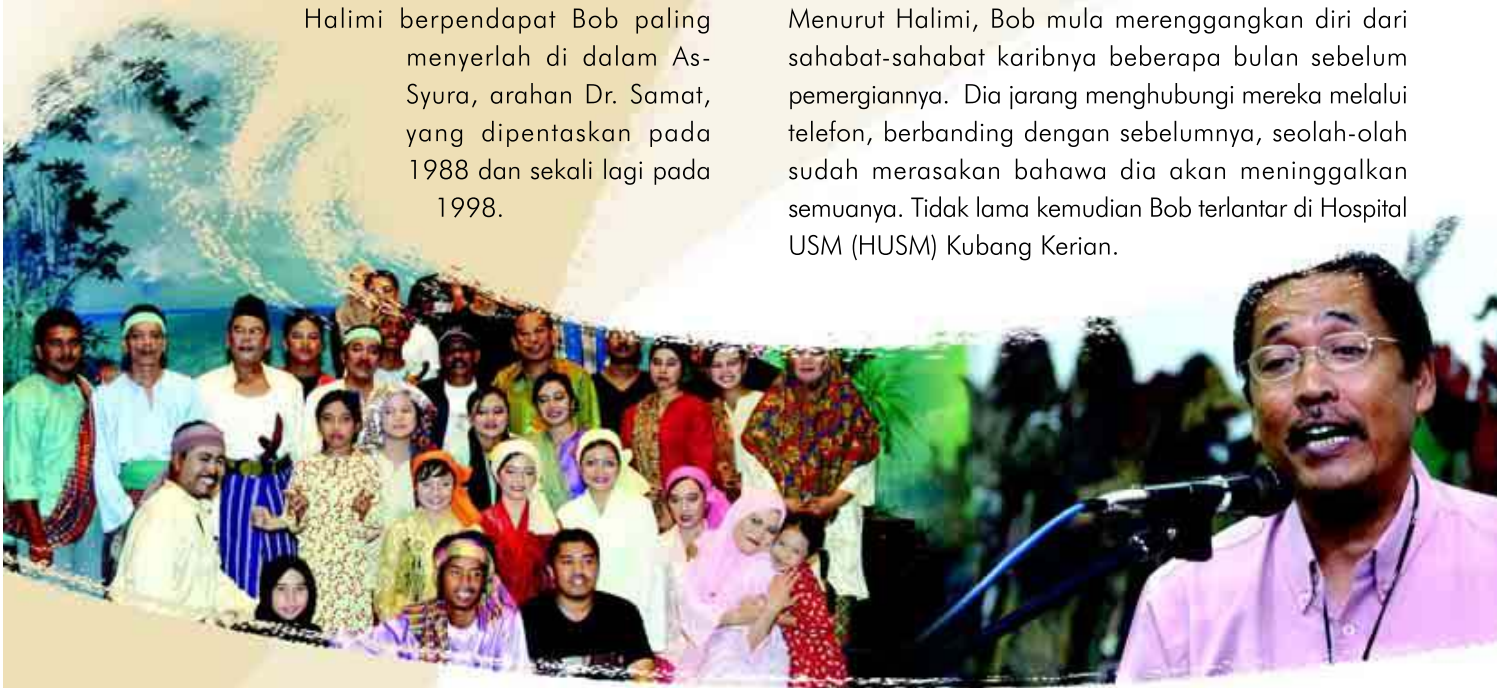 Halimi berpendapat Bob paling
menyerlah di dalam As-
Syura, arahan Dr. Samat,
yang dipentaskan pada
1988 dan sekali lagi pada
1998.
Menurut Halimi, Bob mula merenggangkan diri dari
sahabat-sahabat karibnya beberapa bulan sebelum
pemergiannya. Dia jarang menghubungi mereka melalui
telefon, berbanding dengan sebelumnya, seolah-olah
sudah merasakan bahawa dia akan meninggalkan
semuanya. Tidak lama kemudian Bob terlantar di Hospital
USM (HUSM) Kubang Kerian.